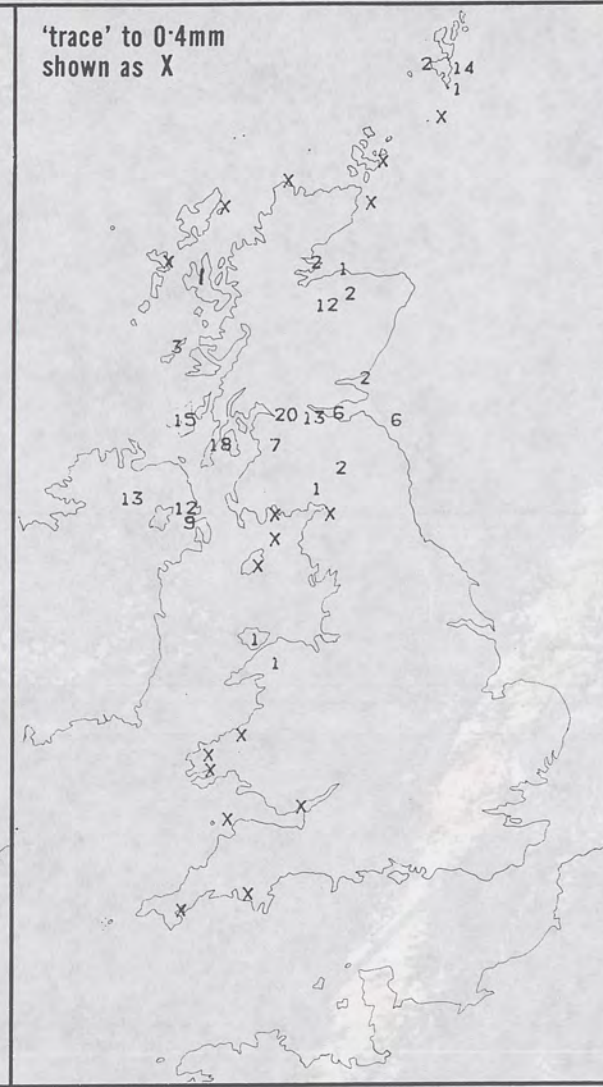 'trace' to 0·4mm
shown as X
2 14
1
X
X
X
X X
2 1
X 1 2
12
3
2
15 18 20 13 6 6
7
2
13 12 1
9 X X
X
X
1
1
X
X
X
X X
X
X